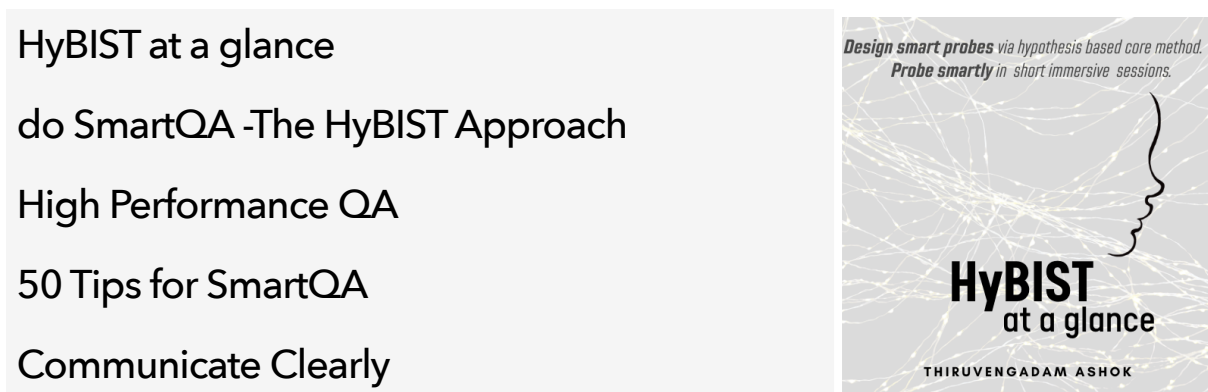 HyBIST at a glance
do SmartQA -The HyBIST Approach
High Performance QA
50 Tips for SmartQA
Communicate Clearly
Design smart probes via hypothesis based core method.
Probe smartly in short immersive sessions.
HyBIST
at a glance
THIRUVENGADAM ASHOK